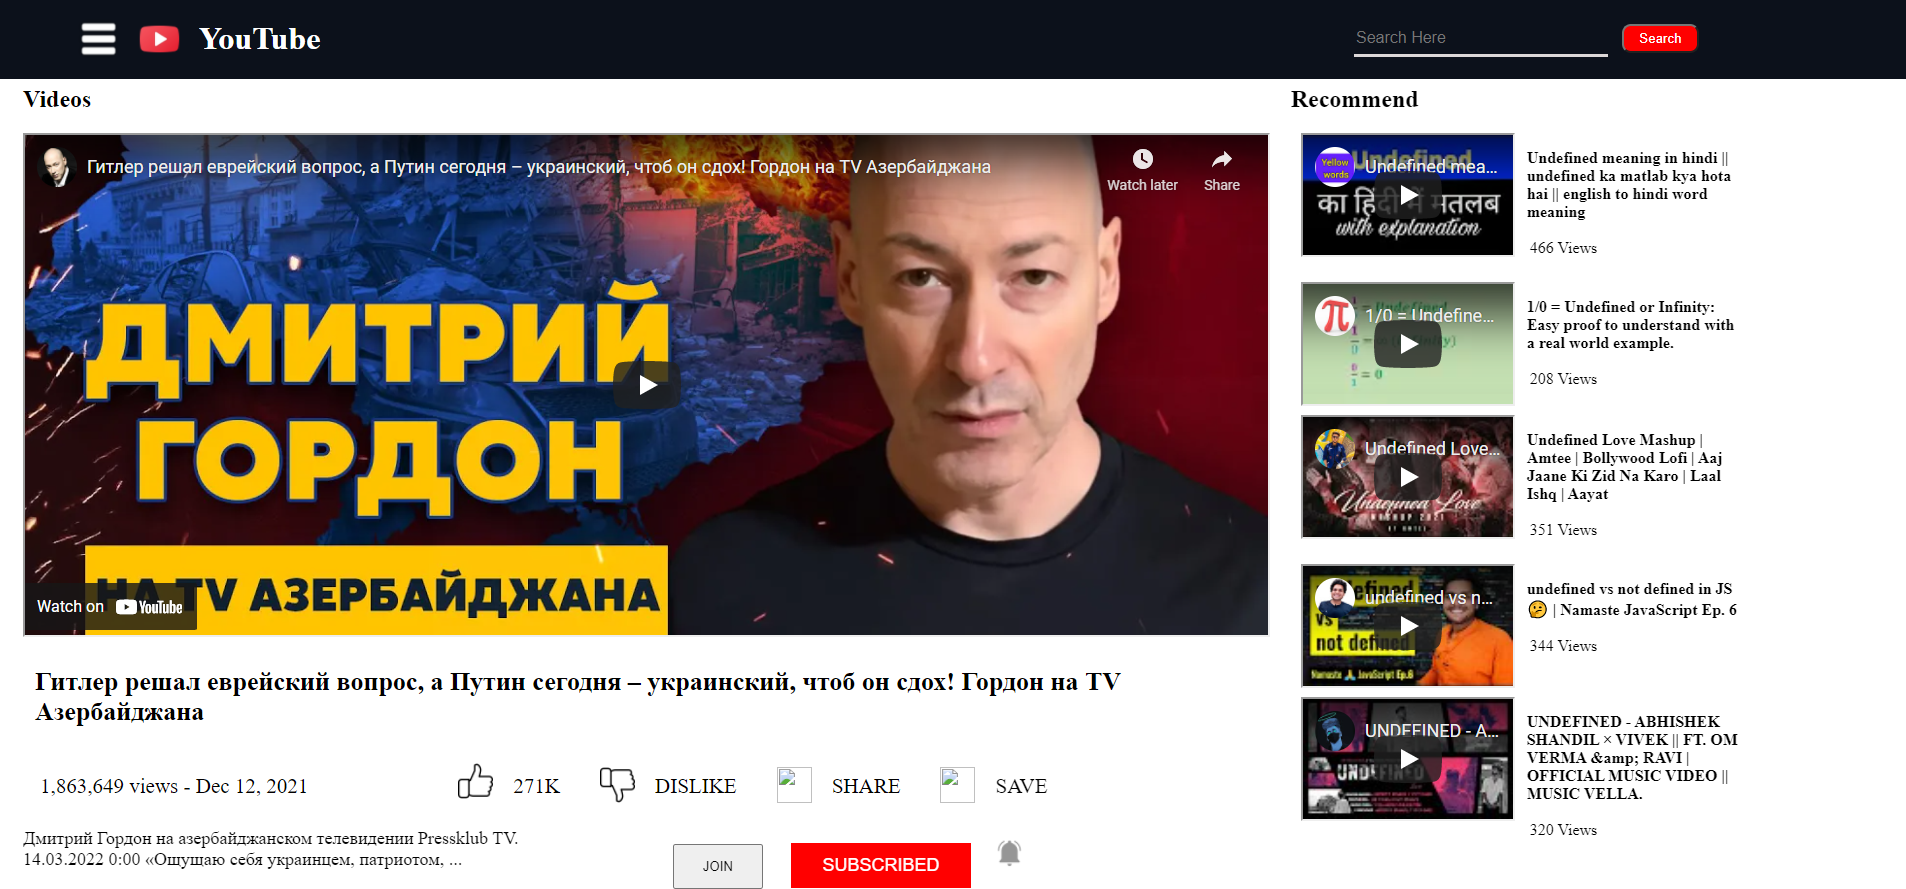 YouTube
Search Here
Search
Videos
Recommend
Гитлер решал еврейский вопрос, а Путин сегодня – украинский, чтоб он сдох! Гордон на TV Азербайджана
Watch later
Share
ДМИТРИЙ
ГОРДОН
НА TV АЗЕРБАЙДЖАНА
Watch on YouTube
Гитлер решал еврейский вопрос, а Путин сегодня – украинский, чтоб он сдох! Гордон на TV
Азербайджана
1,863,649 views - Dec 12, 2021
271K
DISLIKE
SHARE
SAVE
Дмитрий Гордон на азербайджанском телевидении Pressklub TV.
14.03.2022 0:00 «Ощущаю себя украинцем, патриотом, ...
JOIN
SUBSCRIBED
Yellow
words
Undefined mea...
का हिंदी में मतलब
with explanation
Undefined meaning in hindi ||
undefined ka matlab kya hota
hai || english to hindi word
meaning
466 Views
1/0 = Undefine...
1/0 = Undefined or Infinity:
Easy proof to understand with
a real world example.
208 Views
Undefined Love...
Undefined Love
MASHUP 2021
Undefined Love Mashup |
Amtee | Bollywood Lofi | Aaj
Jaane Ki Zid Na Karo | Laal
Ishq | Aayat
351 Views
undefined vs n...
vs
not defined
Namaste 🙏 JavaScript Ep.6
undefined vs not defined in JS
🤔 | Namaste JavaScript Ep. 6
344 Views
UNDEFINED - A...
UNDEFINED
UNDEFINED - ABHISHEK
SHANDIL × VIVEK || FT. OM
VERMA &amp;amp; RAVI |
OFFICIAL MUSIC VIDEO ||
MUSIC VELLA.
320 Views